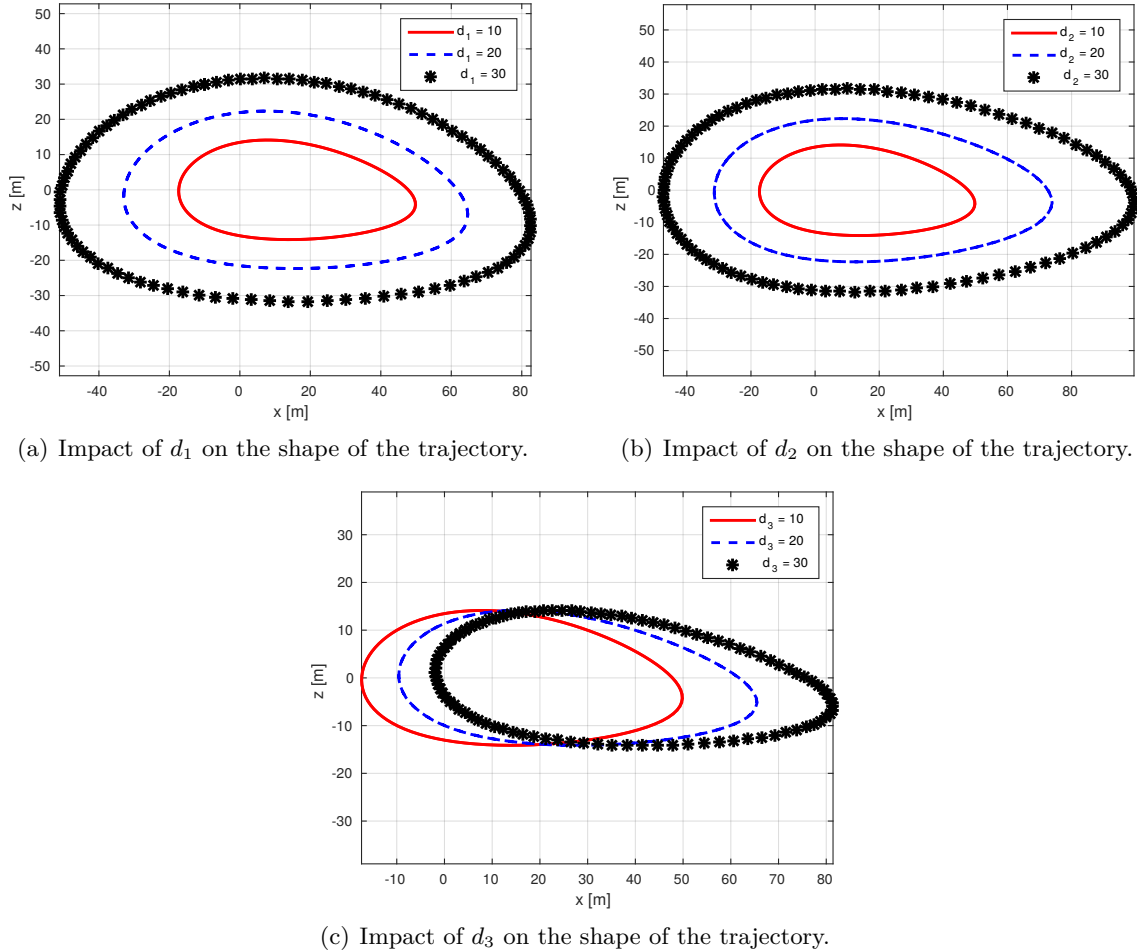 50
40
30
20
10
0
-10
-20
-30
-40
-50
z [m]
-40 -20 0 20 40 60 80
x [m]
d1 = 10
d1 = 20
d1 = 30
(a) Impact of d1 on the shape of the trajectory.
50
40
30
20
10
0
-10
-20
-30
-40
-50
z [m]
-40 -20 0 20 40 60 80
x [m]
d2 = 10
d2 = 20
d2 = 30
(b) Impact of d2 on the shape of the trajectory.
30
20
10
0
-10
-20
-30
z [m]
-10 0 10 20 30 40 50 60 70 80
x [m]
d3 = 10
d3 = 20
d3 = 30
(c) Impact of d3 on the shape of the trajectory.